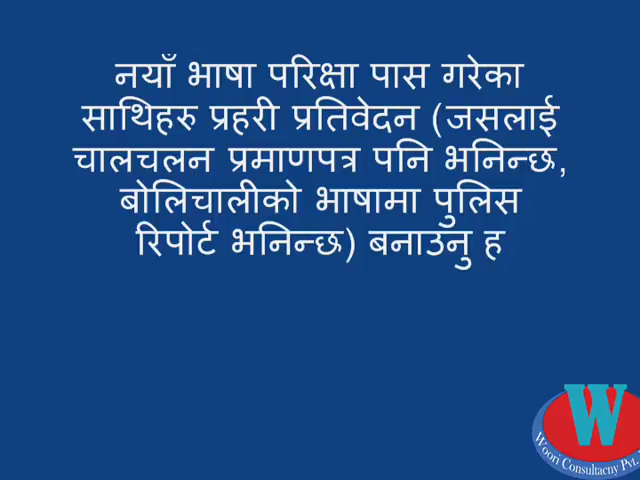 नयाँ भाषा परिक्षा पास गरेका
साथिहरु प्रहरी प्रतिवेदन (जसलाई
चालचलन प्रमाणपत्र पनि भनिन्छ,
बोलिचालीको भाषामा पुलिस
रिपोर्ट भनिन्छ) बनाउनु ह
W
Woori Consultacny Pvt.